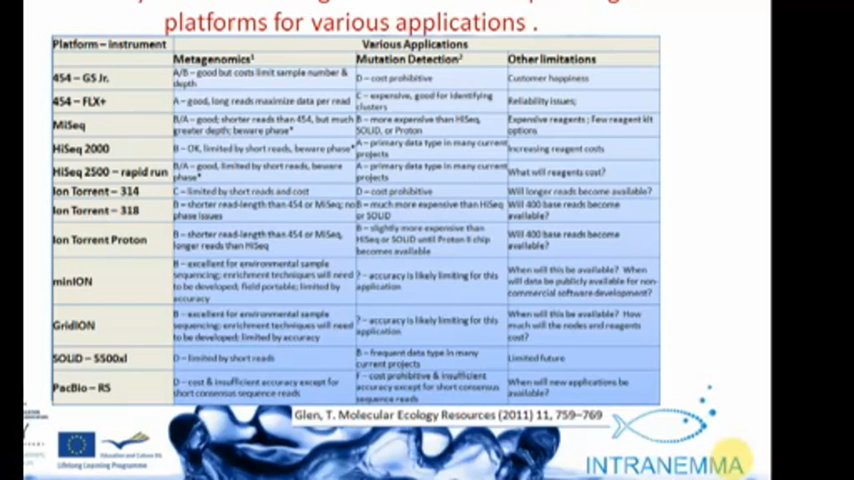 platforms for various applications .
Platform – instrument Various Applications
Metagenomics¹ Mutation Detection² Other limitations
454 – GS Jr. A/B – good but costs limit sample number & depth D – cost prohibitive Customer happiness
454 – FLX+ A – good, long reads maximize data per read C – expensive, good for identifying clusters Reliability issues;
MiSeq B/A – good; shorter reads than 454, but much greater depth; beware phase* B – more expensive than HiSeq, SOLiD, or Proton Expensive reagents; Few reagent kit options
HiSeq 2000 B – OK, limited by short reads, beware phase* A – primary data type in many current projects Increasing reagent costs
HiSeq 2500 – rapid run B/A – good, limited by short reads, beware phase* A – primary data type in many current projects What will reagents cost?
Ion Torrent – 314 C – limited by short reads and cost D – cost prohibitive Will longer reads become available?
Ion Torrent – 318 B – shorter read-length than 454 or MiSeq; no phase issues B – much more expensive than HiSeq or SOLiD Will 400 base reads become available?
Ion Torrent Proton B – shorter read-length than 454 or MiSeq, longer reads than HiSeq B – slightly more expensive than HiSeq or SOLiD until Proton II chip becomes available Will 400 base reads become available?
minION B – excellent for environmental sample sequencing; enrichment techniques will need to be developed; field portable; limited by accuracy ? – accuracy is likely limiting for this application When will this be available? When will data be publicly available for non-commercial software development?
GridION B – excellent for environmental sample sequencing; enrichment techniques will need to be developed; limited by accuracy ? – accuracy is likely limiting for this application When will this be available? How much will the nodes and reagents cost?
SOLiD – 5500xl D – limited by short reads B – frequent data type in many current projects Limited future
PacBio – RS D – cost & insufficient accuracy except for short consensus sequence reads F – cost prohibitive & insufficient accuracy except for short consensus sequence reads When will new applications be available?
Glen, T. Molecular Ecology Resources (2011) 11, 759–769
Education and Culture DG
Lifelong Learning Programme
INTRANEMMA